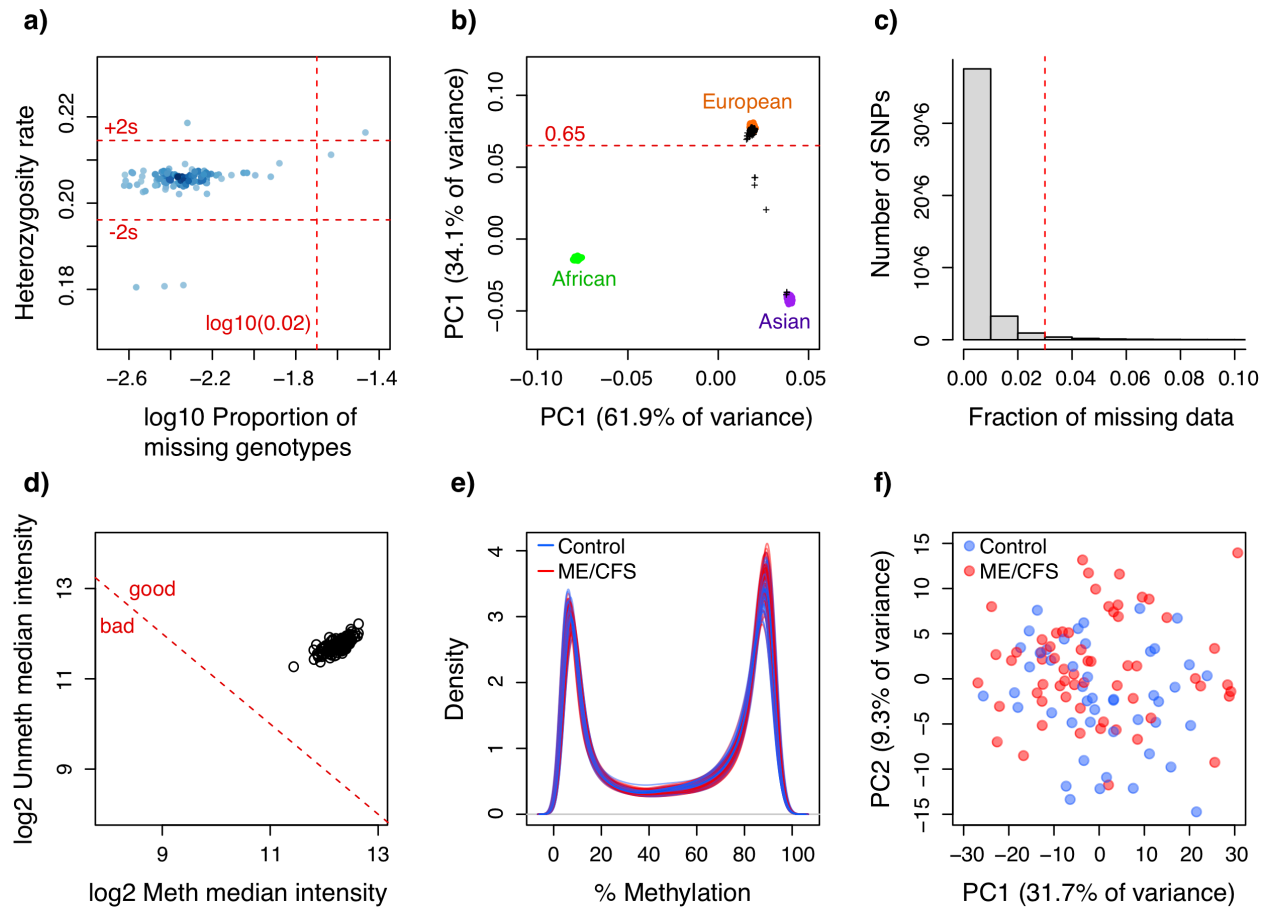 a)
Heterozygosity rate
0.18 0.20 0.22
+2s
-2s
log10(0.02)
−2.6 −2.2 −1.8 −1.4
log10 Proportion of
missing genotypes
b)
PC1 (34.1% of variance)
−0.05 0.00 0.05 0.10
European
0.65
African
Asian
−0.10 −0.05 0.00 0.05
PC1 (61.9% of variance)
c)
Number of SNPs
0 10^6 20^6 30^6
0.00 0.02 0.04 0.06 0.08 0.10
Fraction of missing data
d)
log2 Unmeth median intensity
9 11 13
good
bad
9 11 13
log2 Meth median intensity
e)
Density
0 1 2 3 4
Control
ME/CFS
0 20 40 60 80 100
% Methylation
f)
PC2 (9.3% of variance)
−15 −10 −5 0 5 10 15
Control
ME/CFS
−30 −20 −10 0 10 20 30
PC1 (31.7% of variance)